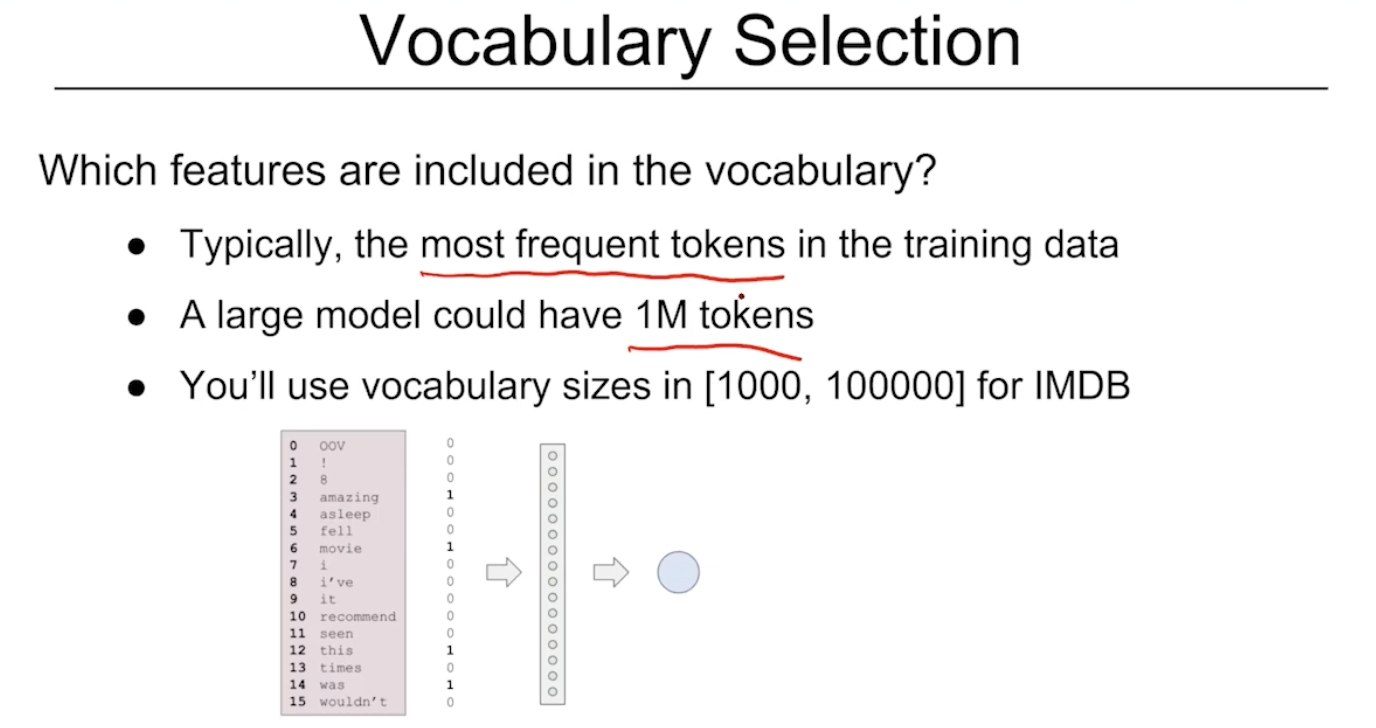 Vocabulary Selection
Which features are included in the vocabulary?
● Typically, the most frequent tokens in the training data
● A large model could have 1M tokens
● You’ll use vocabulary sizes in [1000, 100000] for IMDB
0 OOV 0
1 ! 0
2 8 0
3 amazing 1
4 asleep 0
5 fell 0
6 movie 1
7 i 0
8 i’ve 0
9 it 0
10 recommend 0
11 seen 0
12 this 1
13 times 0
14 was 1
15 wouldn’t 0